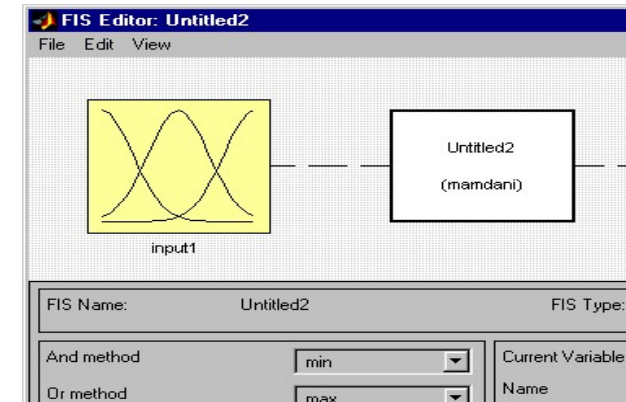 FIS Editor: Untitled2
File Edit View
Untitled2
(mamdani)
input1
FIS Name: Untitled2 FIS Type:
And method min Current Variable
Or method max Name